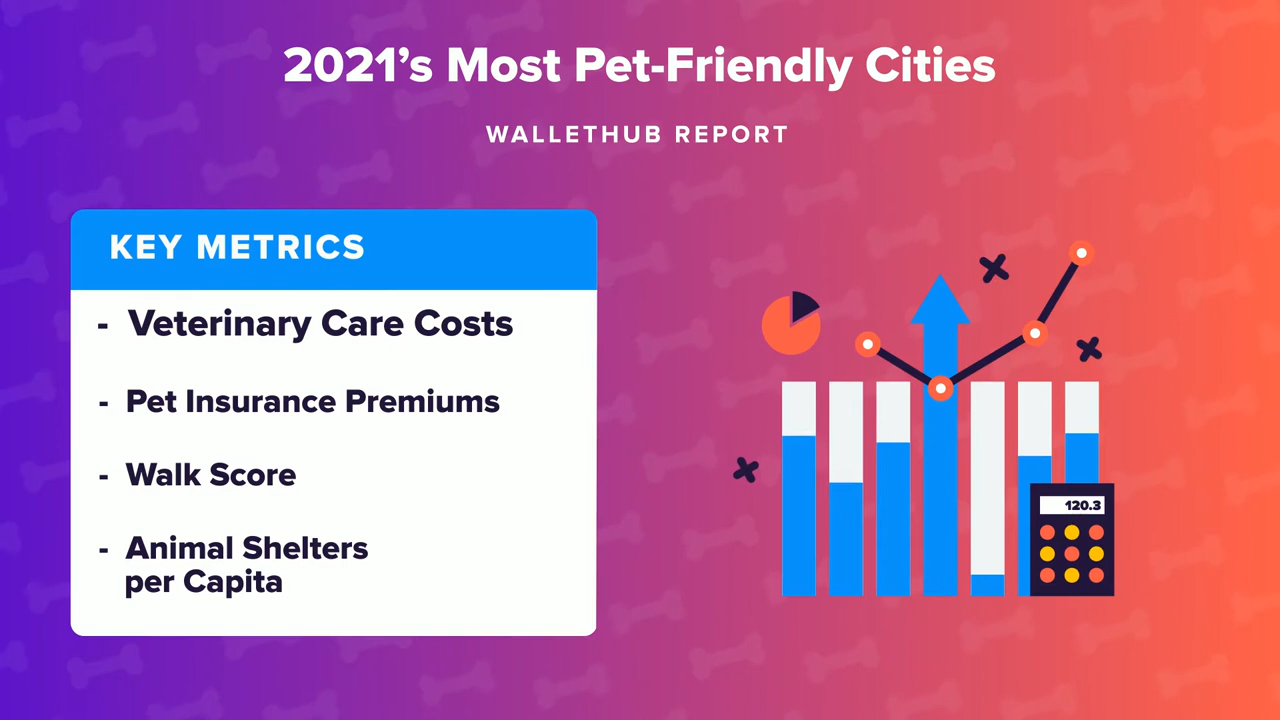 2021’s Most Pet-Friendly Cities
WALLETHUB REPORT
KEY METRICS
- Veterinary Care Costs
- Pet Insurance Premiums
- Walk Score
- Animal Shelters
per Capita
120.3